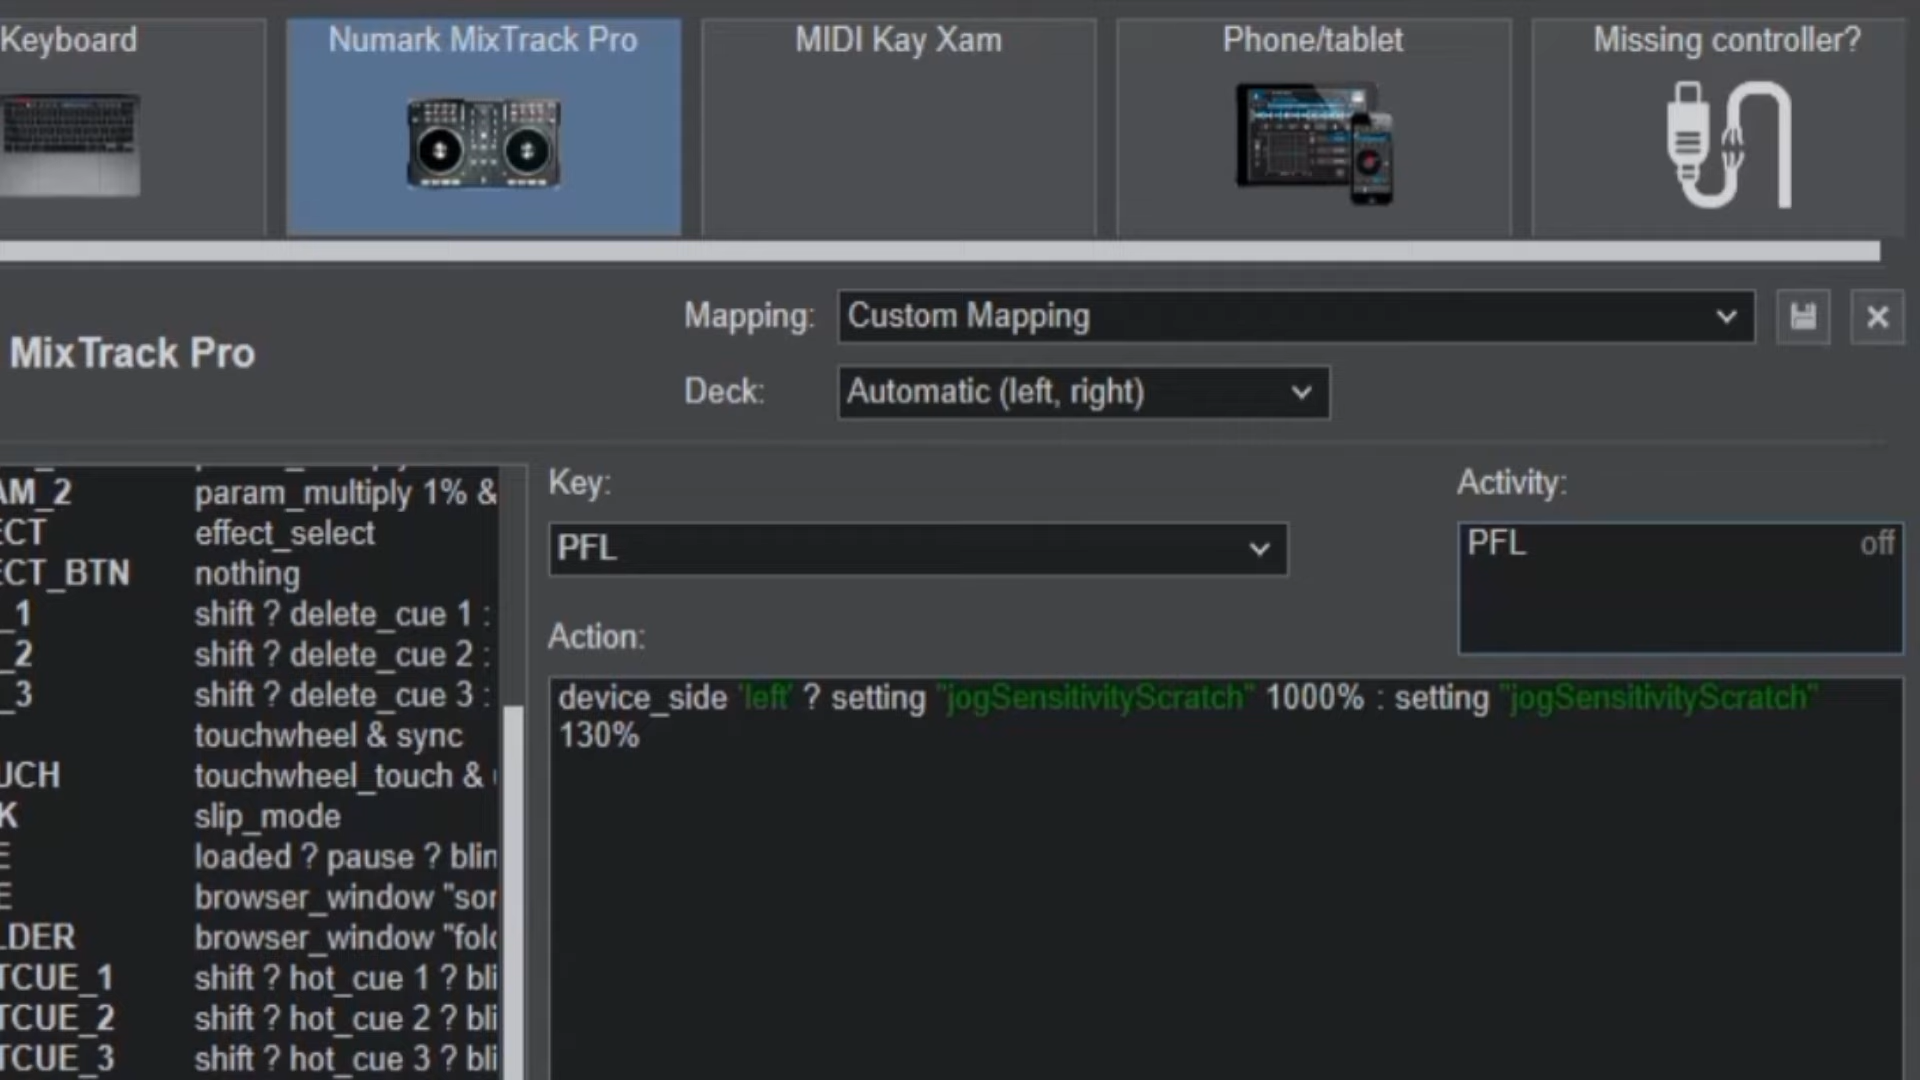 Keyboard
Numark MixTrack Pro
MIDI Kay Xam
Phone/tablet
Missing controller?
MixTrack Pro
Mapping: Custom Mapping
Deck: Automatic (left, right)
AM_2 param_multiply 1% &
ECT effect_select
ECT_BTN nothing
_1 shift ? delete_cue 1 :
_2 shift ? delete_cue 2 :
_3 shift ? delete_cue 3 :
touchwheel & sync
UCH touchwheel_touch &
K slip_mode
E loaded ? pause ? blin
E browser_window "sor
LDER browser_window "fold
TCUE_1 shift ? hot_cue 1 ? bli
TCUE_2 shift ? hot_cue 2 ? bli
TCUE_3 shift ? hot_cue 3 ? bli
Key:
PFL
Activity:
PFL off
Action:
device_side 'left' ? setting "jogSensitivityScratch" 1000% : setting "jogSensitivityScratch"
130%